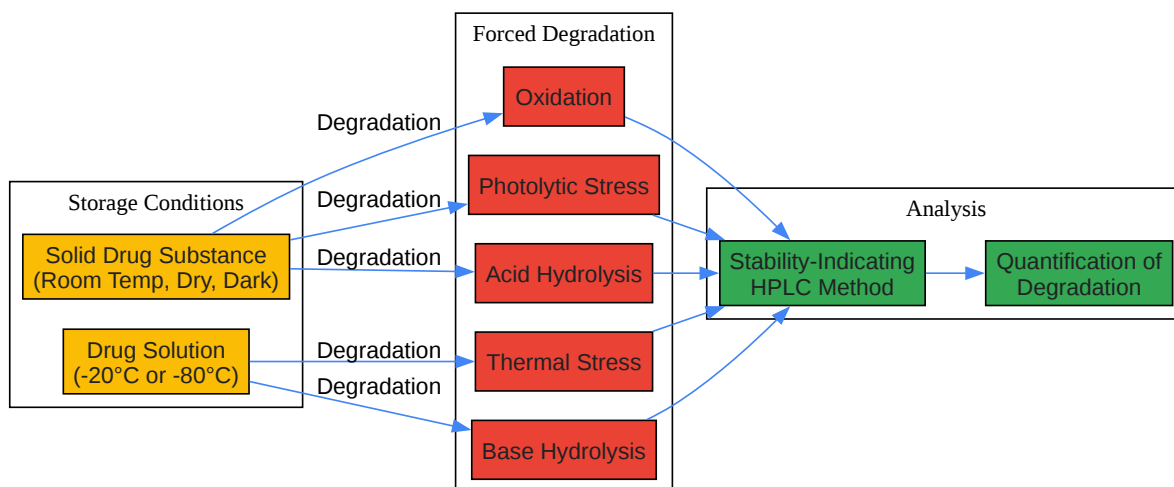 Storage Conditions
Solid Drug Substance
(Room Temp, Dry, Dark)
Drug Solution
(-20°C or -80°C)
Degradation
Degradation
Degradation
Degradation
Degradation
Forced Degradation
Oxidation
Photolytic Stress
Acid Hydrolysis
Thermal Stress
Base Hydrolysis
Analysis
Stability-Indicating
HPLC Method
Quantification of
Degradation